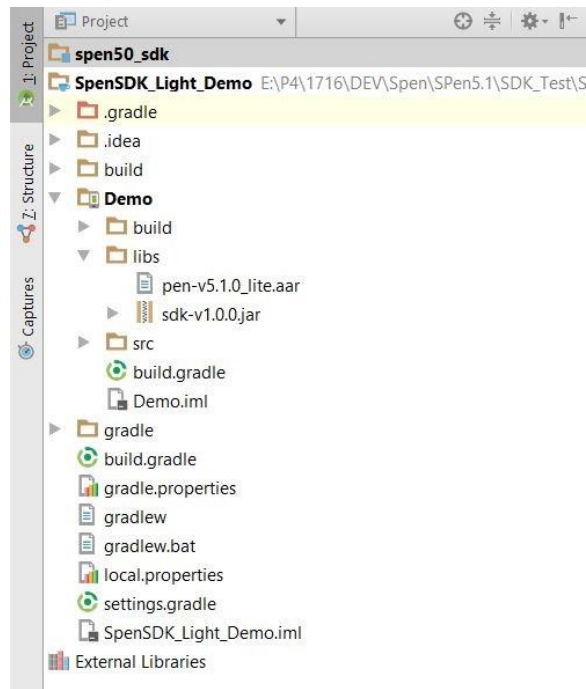 Project
1: Project
Z: Structure
Captures
spen50_sdk
SpenSDK_Light_Demo E:\P4\1716\DEV\Spen\SPen5.1\SDK_Test\S
.gradle
.idea
build
Demo
build
libs
pen-v5.1.0_lite.aar
sdk-v1.0.0.jar
src
build.gradle
Demo.iml
gradle
build.gradle
gradle.properties
gradlew
gradlew.bat
local.properties
settings.gradle
SpenSDK_Light_Demo.iml
External Libraries